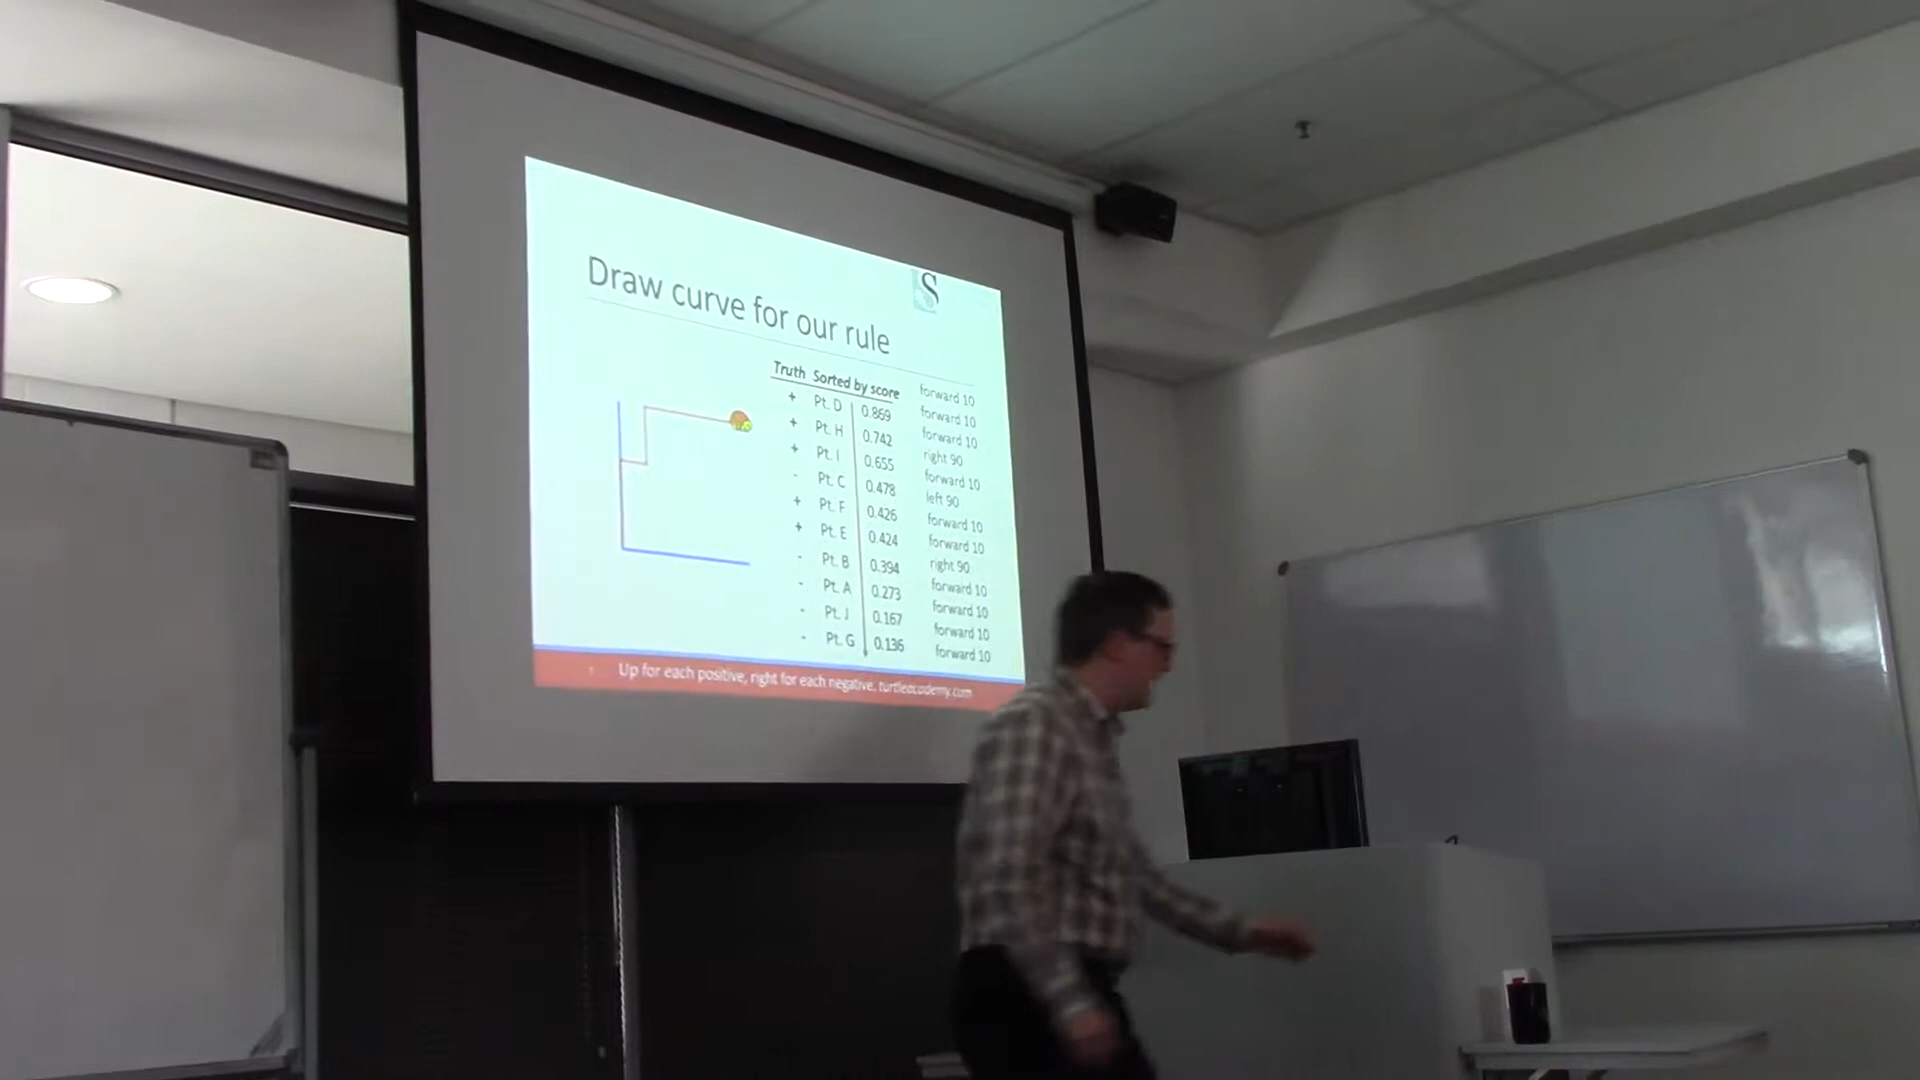 S
Draw curve for our rule
Truth Sorted by score
+ Pt. D 0.869
+ Pt. H 0.742
+ Pt. I 0.655
- Pt. C 0.478
+ Pt. F 0.426
+ Pt. E 0.424
- Pt. B 0.394
- Pt. A 0.273
- Pt. J 0.167
- Pt. G 0.136
forward 10
forward 10
forward 10
right 90
forward 10
left 90
forward 10
forward 10
right 90
forward 10
forward 10
forward 10
forward 10
Up for each positive, right for each negative. turtleacademy.com